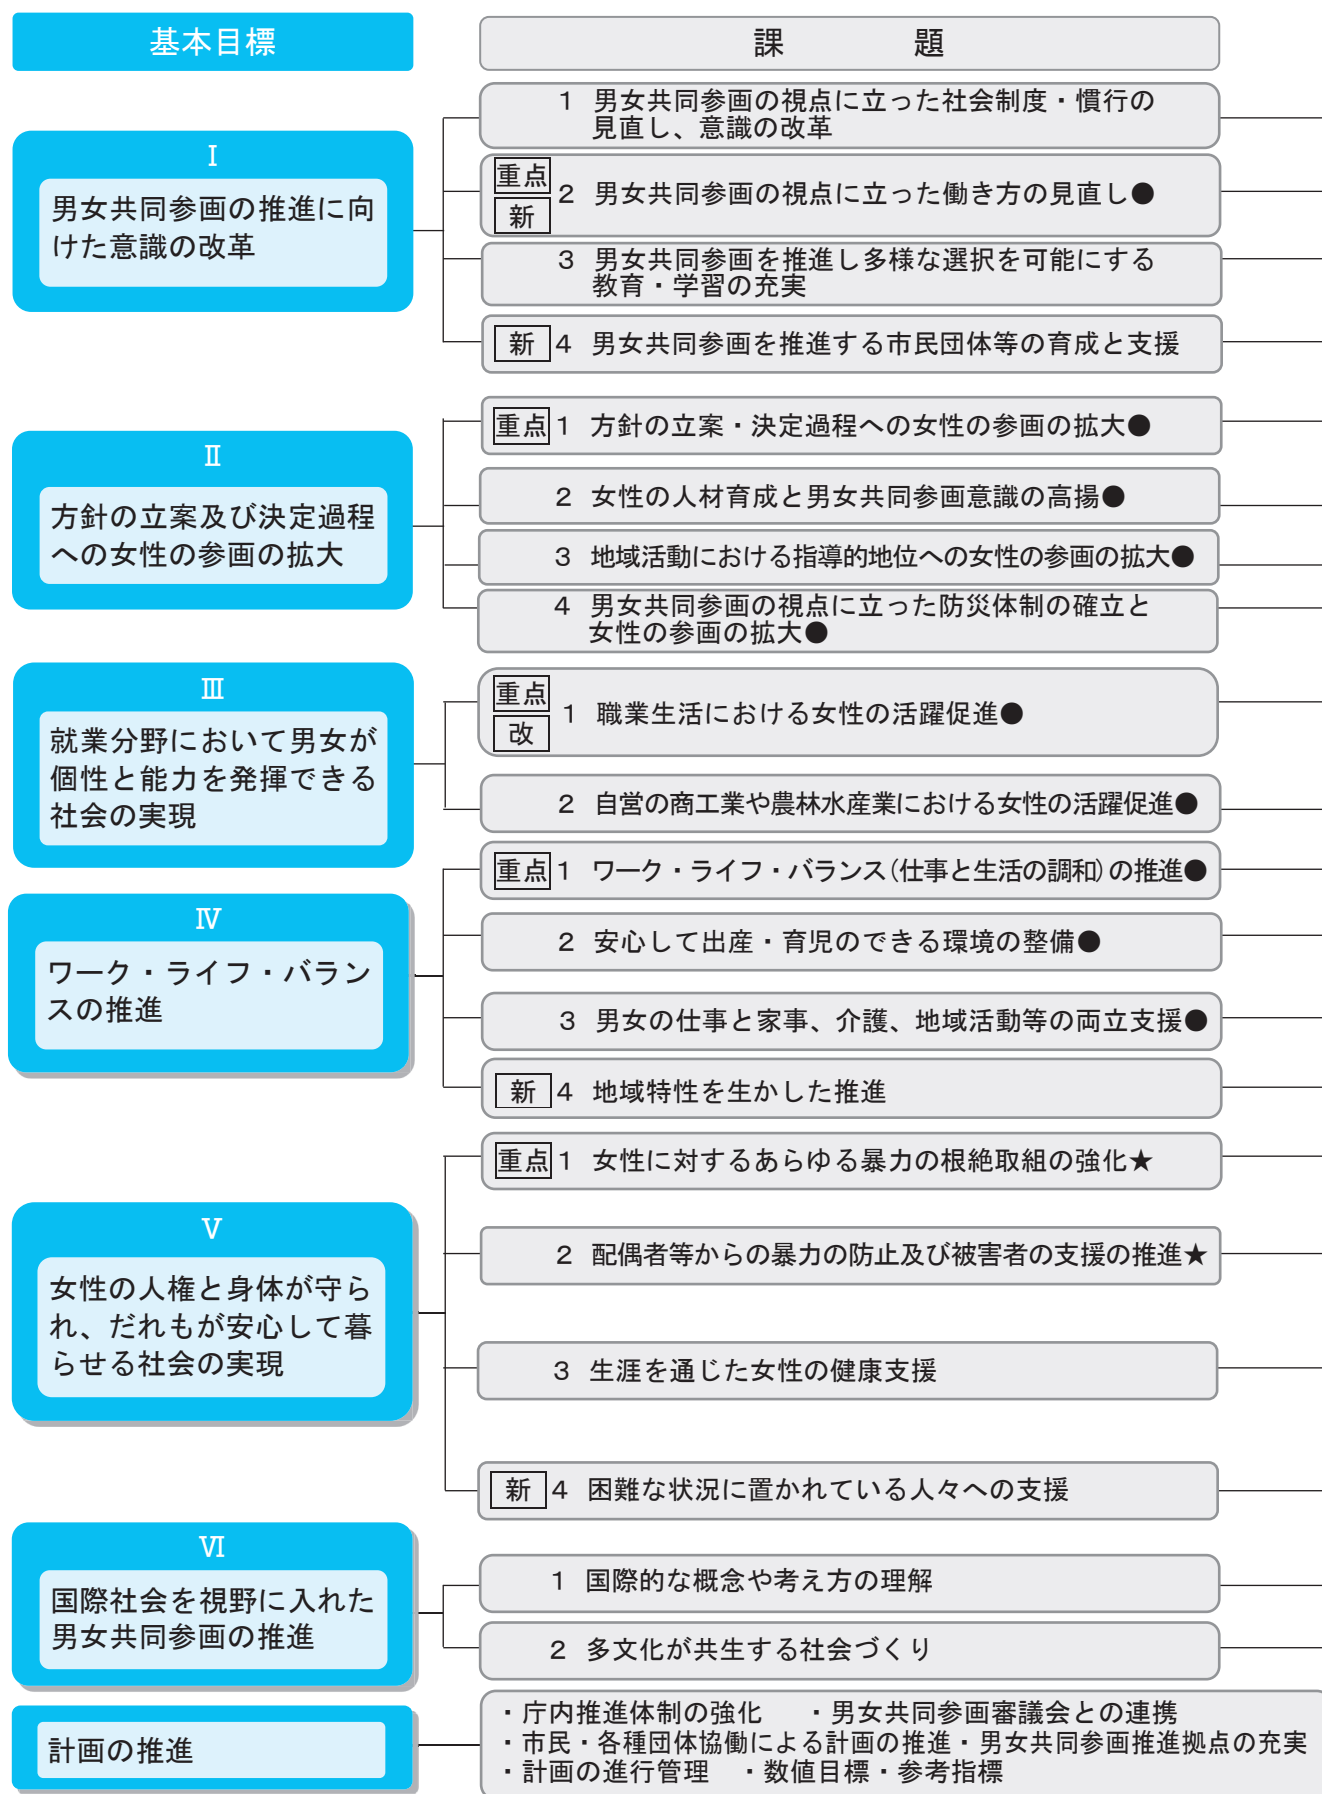 基本目標
課 題
Ⅰ
男女共同参画の推進に向
けた意識の改革
1 男女共同参画の視点に立った社会制度・慣行の
見直し、意識の改革
重点
新
2 男女共同参画の視点に立った働き方の見直し●
3 男女共同参画を推進し多様な選択を可能にする
教育・学習の充実
新 4 男女共同参画を推進する市民団体等の育成と支援
Ⅱ
方針の立案及び決定過程
への女性の参画の拡大
重点 1 方針の立案・決定過程への女性の参画の拡大●
2 女性の人材育成と男女共同参画意識の高揚●
3 地域活動における指導的地位への女性の参画の拡大●
4 男女共同参画の視点に立った防災体制の確立と
女性の参画の拡大●
Ⅲ
就業分野において男女が
個性と能力を発揮できる
社会の実現
重点
改
1 職業生活における女性の活躍促進●
2 自営の商工業や農林水産業における女性の活躍促進●
Ⅳ
ワーク・ライフ・バラン
スの推進
重点 1 ワーク・ライフ・バランス(仕事と生活の調和)の推進●
2 安心して出産・育児のできる環境の整備●
3 男女の仕事と家事、介護、地域活動等の両立支援●
新 4 地域特性を生かした推進
Ⅴ
女性の人権と身体が守ら
れ、だれもが安心して暮
らせる社会の実現
重点 1 女性に対するあらゆる暴力の根絶取組の強化★
2 配偶者等からの暴力の防止及び被害者の支援の推進★
3 生涯を通じた女性の健康支援
新 4 困難な状況に置かれている人々への支援
Ⅵ
国際社会を視野に入れた
男女共同参画の推進
1 国際的な概念や考え方の理解
2 多文化が共生する社会づくり
計画の推進
・庁内推進体制の強化 ・男女共同参画審議会との連携
・市民・各種団体協働による計画の推進・男女共同参画推進拠点の充実
・計画の進行管理 ・数値目標・参考指標